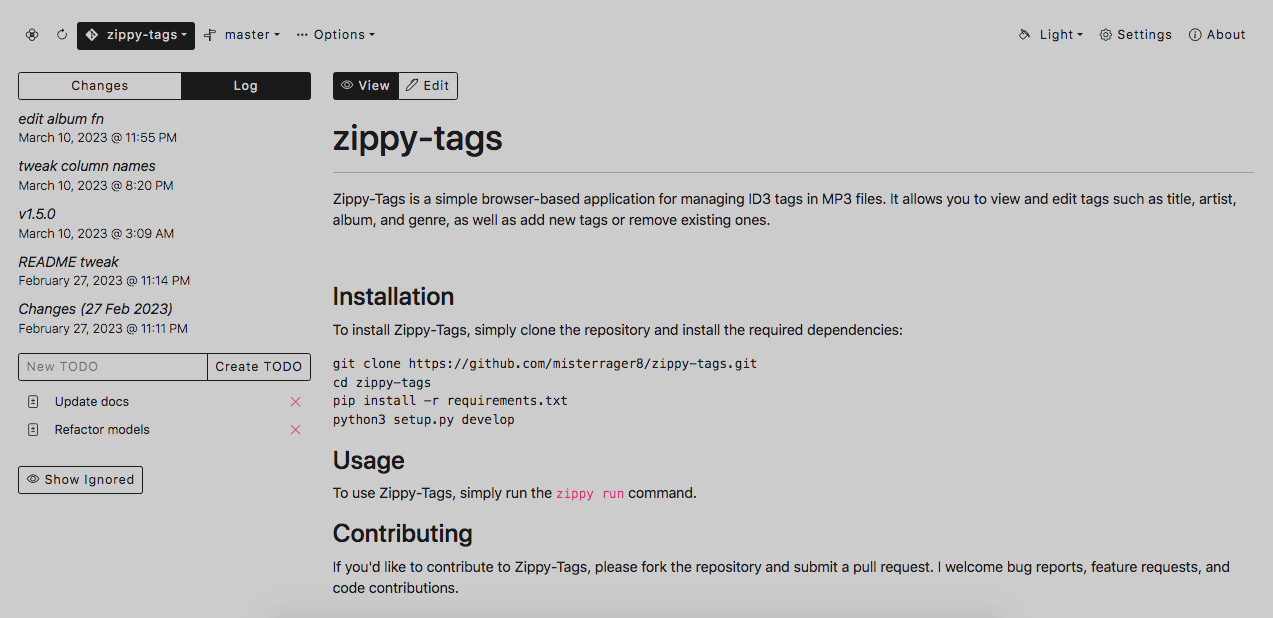 zippy-tags master Options Light Settings About
Changes Log
edit album fn
March 10, 2023 @ 11:55 PM
tweak column names
March 10, 2023 @ 8:20 PM
v1.5.0
March 10, 2023 @ 3:09 AM
README tweak
February 27, 2023 @ 11:14 PM
Changes (27 Feb 2023)
February 27, 2023 @ 11:11 PM
New TODO Create TODO
Update docs
Refactor models
Show Ignored
View Edit
zippy-tags
Zippy-Tags is a simple browser-based application for managing ID3 tags in MP3 files. It allows you to view and edit tags such as title, artist,
album, and genre, as well as add new tags or remove existing ones.
Installation
To install Zippy-Tags, simply clone the repository and install the required dependencies:
git clone https://github.com/misterrager8/zippy-tags.git
cd zippy-tags
pip install -r requirements.txt
python3 setup.py develop
Usage
To use Zippy-Tags, simply run the zippy run command.
Contributing
If you'd like to contribute to Zippy-Tags, please fork the repository and submit a pull request. I welcome bug reports, feature requests, and
code contributions.